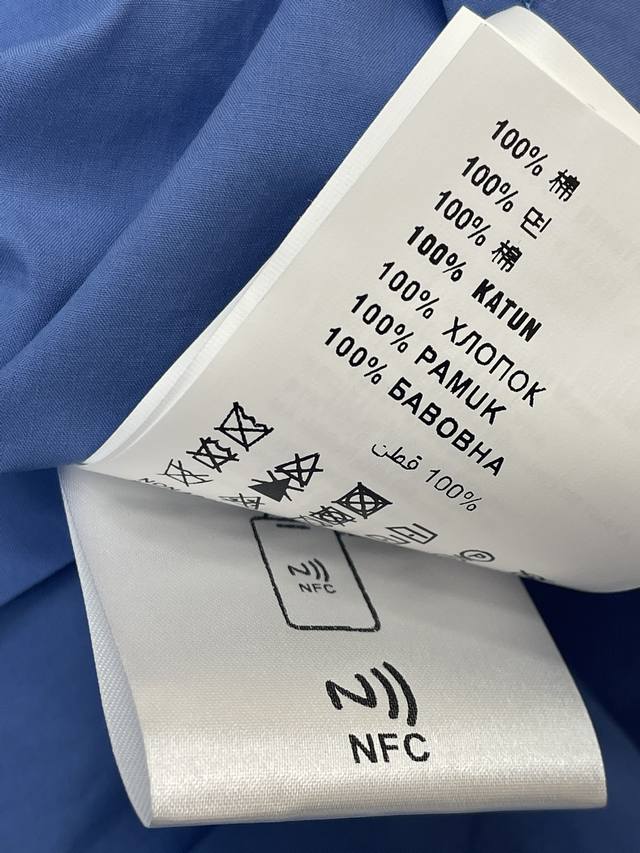 100% 棉
100% 면
100% 棉
100% KATUN
100% ХЛОПОК
100% PAMUK
100% БАВОВНА
100% قطن
NFC
NFC